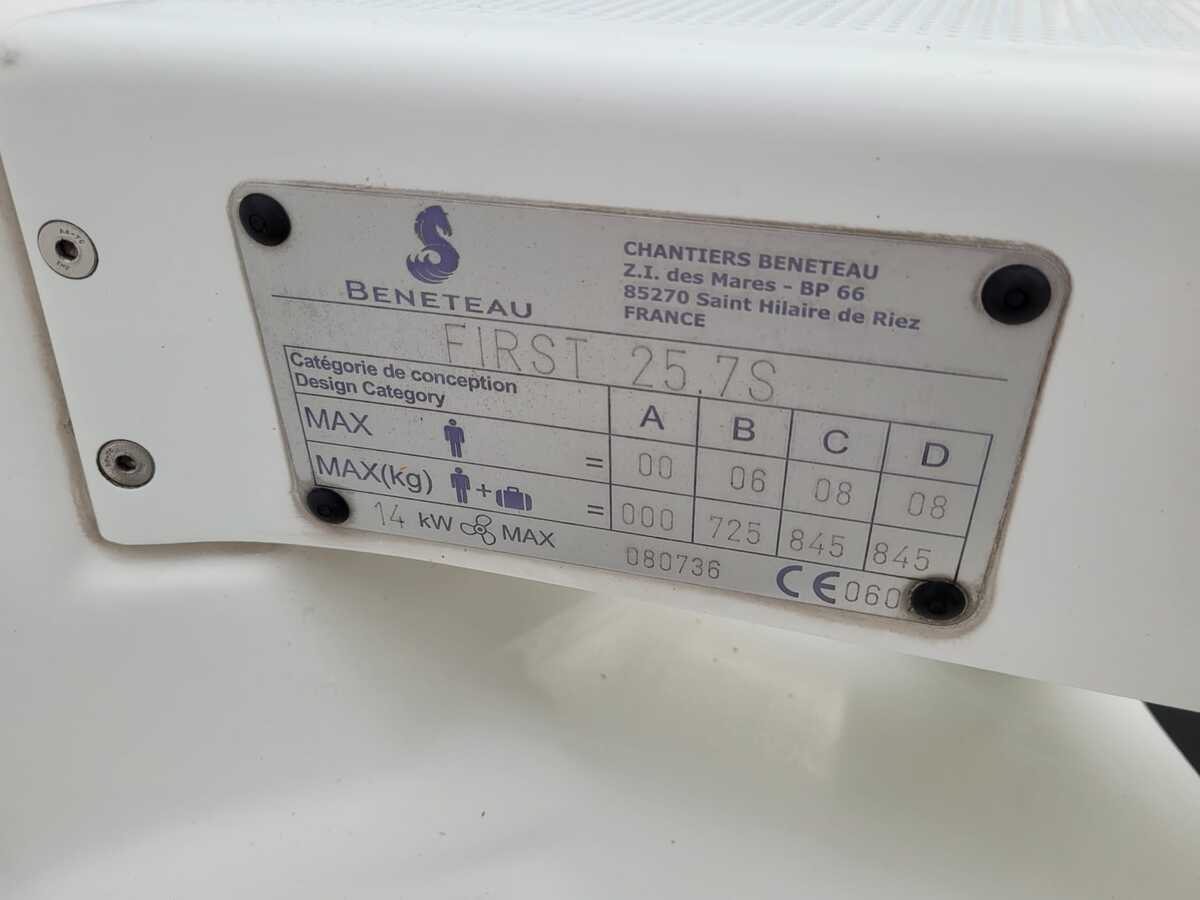 BENETEAU
CHANTIERS BENETEAU
Z.I. des Mares - BP 66
85270 Saint Hilaire de Riez
FRANCE
FIRST 25.7S
Catégorie de conception
Design Category
A B C D
MAX = 00 06 08 08
MAX(kg) + = 000 725 845 845
14 kW MAX
080736
CE 060